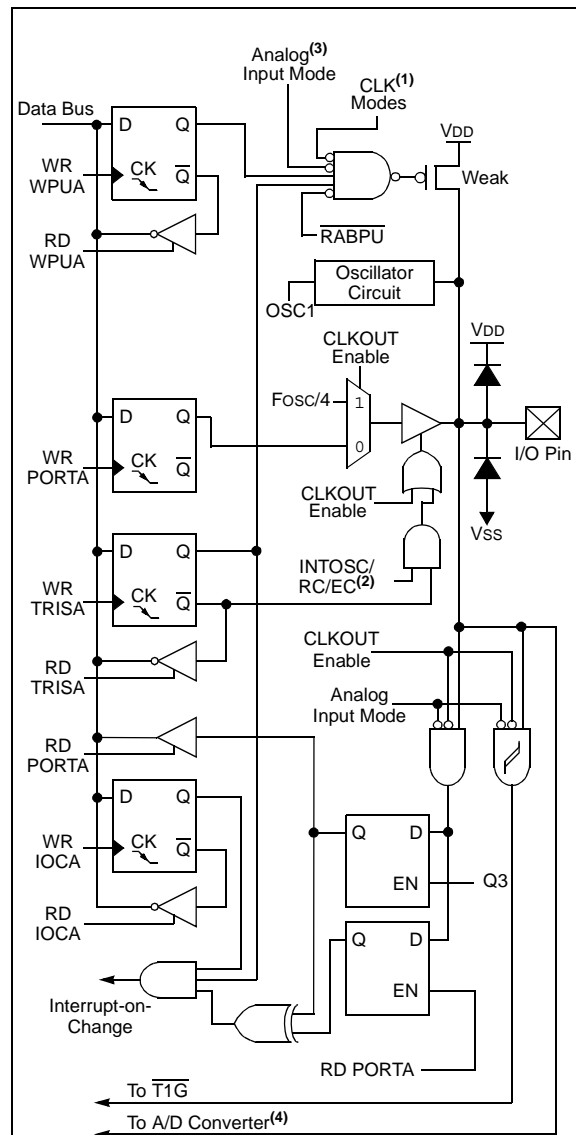 Analog(3)
Input Mode
CLK(1)
Modes
Data Bus
D Q
VDD
WR
WPUA
CK Q
Weak
RD
WPUA
RABPU
Oscillator
Circuit
OSC1
CLKOUT
Enable
VDD
FOSC/4
1
D Q
0
WR
PORTA
CK Q
I/O Pin
CLKOUT
Enable
VSS
D Q
INTOSC/
RC/EC(2)
WR
TRISA
CK Q
CLKOUT
Enable
RD
TRISA
Analog
Input Mode
RD
PORTA
D Q
Q D
WR
IOCA
CK Q
EN
Q3
RD
IOCA
Q D
EN
Interrupt-on-
Change
RD PORTA
To T1G
To A/D Converter(4)